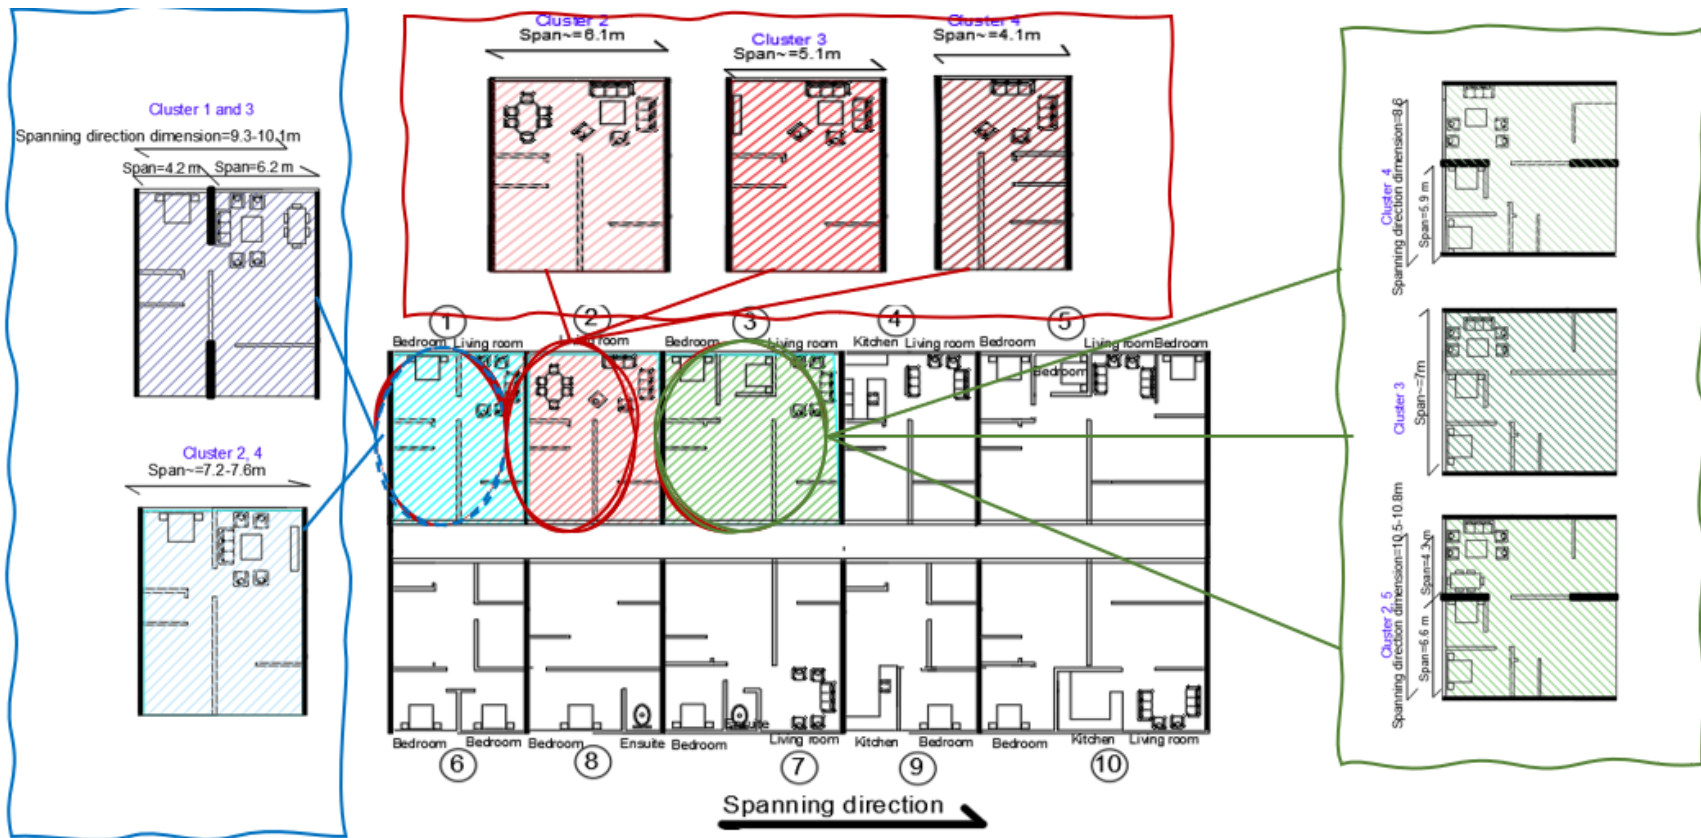 Cluster 1 and 3
Spanning direction dimension=9.3-10.1m
Span=4.2 m
Span=6.2 m
Cluster 2, 4
Span~=7.2-7.6m
Cluster 2
Span~=6.1m
Cluster 3
Span~=5.1m
Cluster 4
Span~=4.1m
Cluster 4
Spanning direction dimension=8.6
Span=5.9 m
Cluster 3
Span~=7m
Cluster 2, 5
Spanning direction dimension=10.5-10.8m
Span=4.3 m
Span=6.6 m
1
2
3
4
5
Bedroom
Living room
Living room
Bedroom
Living room
Kitchen
Living room
Bedroom
Living room
Bedroom
Bedroom
Bedroom
Bedroom
Bedroom
Ensuite
Bedroom
Ensuite
Living room
Kitchen
Bedroom
Bedroom
Kitchen
Living room
6
8
7
9
10
Spanning direction